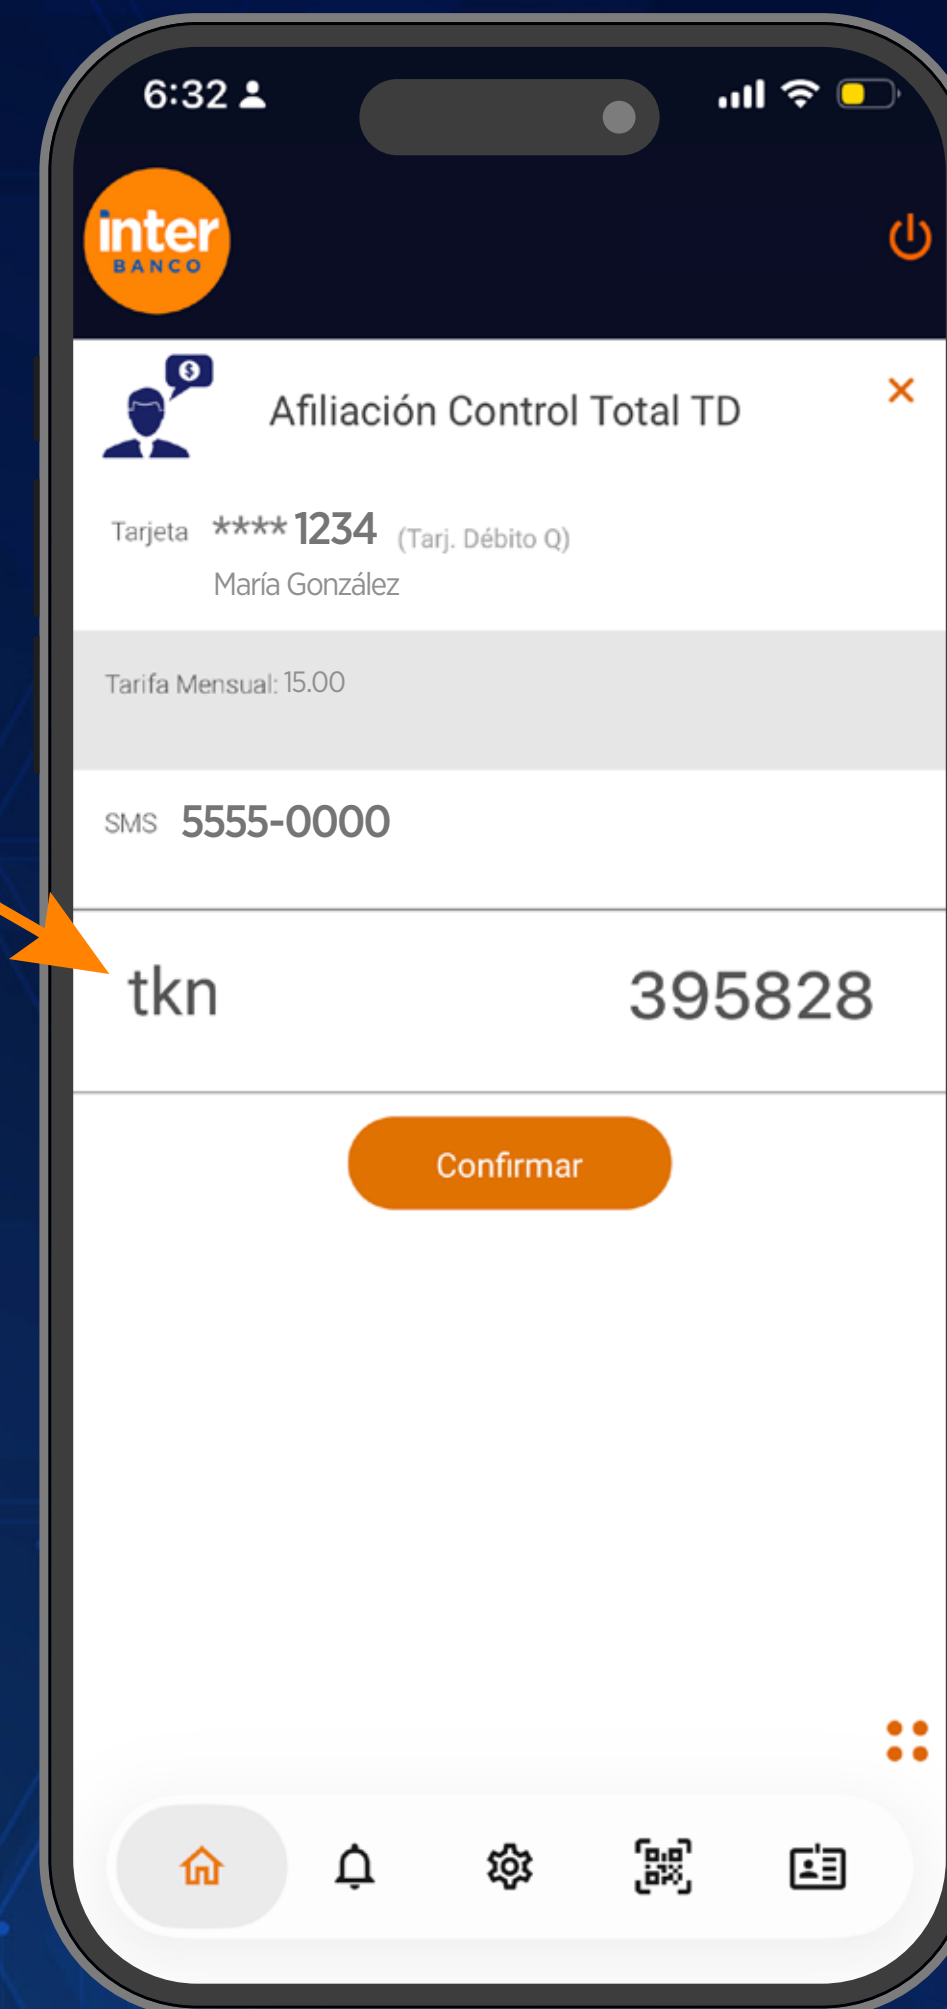 6:32
inter
BANCO
$
Afiliación Control Total TD
Tarjeta **** 1234 (Tarj. Débito Q)
María González
Tarifa Mensual: 15.00
SMS 5555-0000
tkn 395828
Confirmar